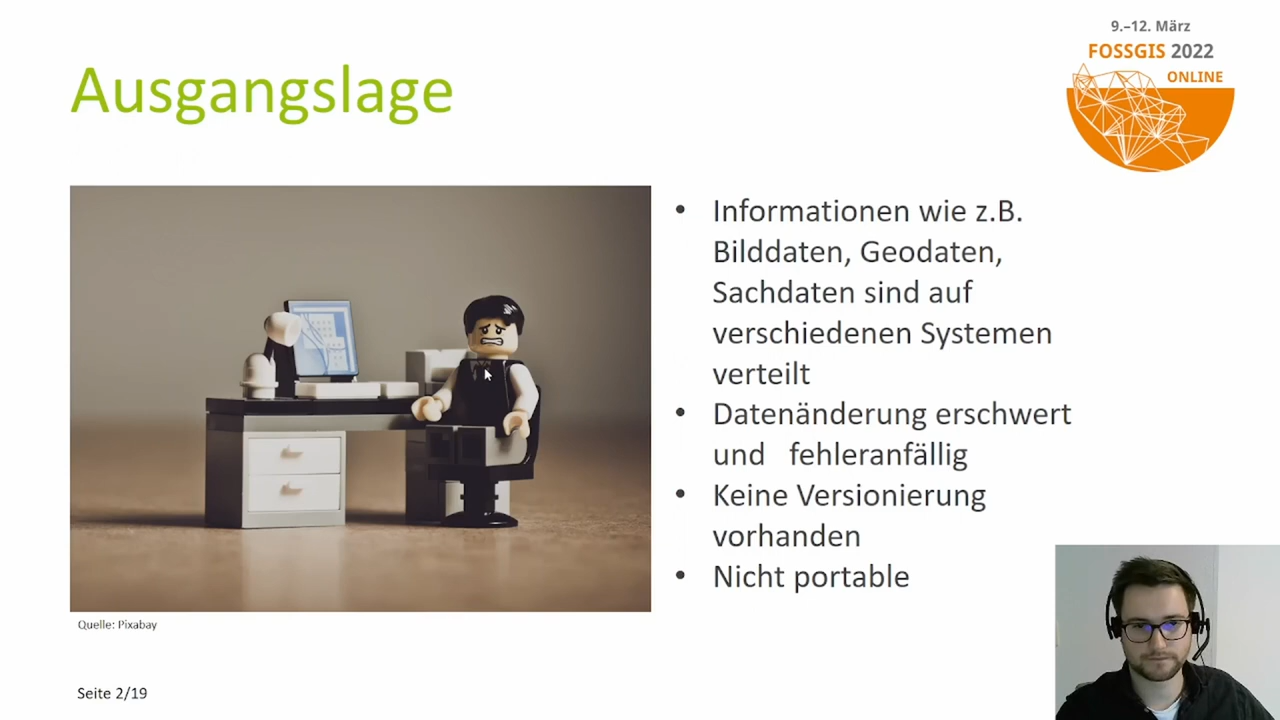 9.–12. März
FOSSGIS 2022
ONLINE
Ausgangslage
• Informationen wie z.B.
Bilddaten, Geodaten,
Sachdaten sind auf
verschiedenen Systemen
verteilt
• Datenänderung erschwert
und fehleranfällig
• Keine Versionierung
vorhanden
• Nicht portable
Quelle: Pixabay
Seite 2/19